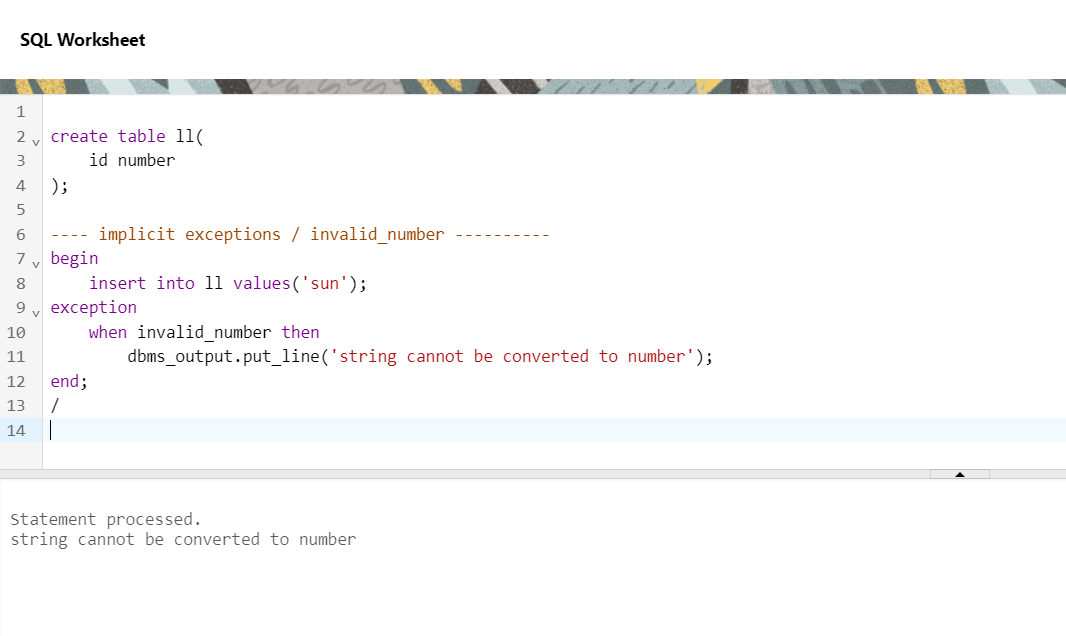 SQL Worksheet
1
2 create table ll(
3     id number
4 );
5
6 ---- implicit exceptions / invalid_number ----------
7 begin
8     insert into ll values('sun');
9 exception
10     when invalid_number then
11         dbms_output.put_line('string cannot be converted to number');
12 end;
13 /
14
Statement processed.
string cannot be converted to number